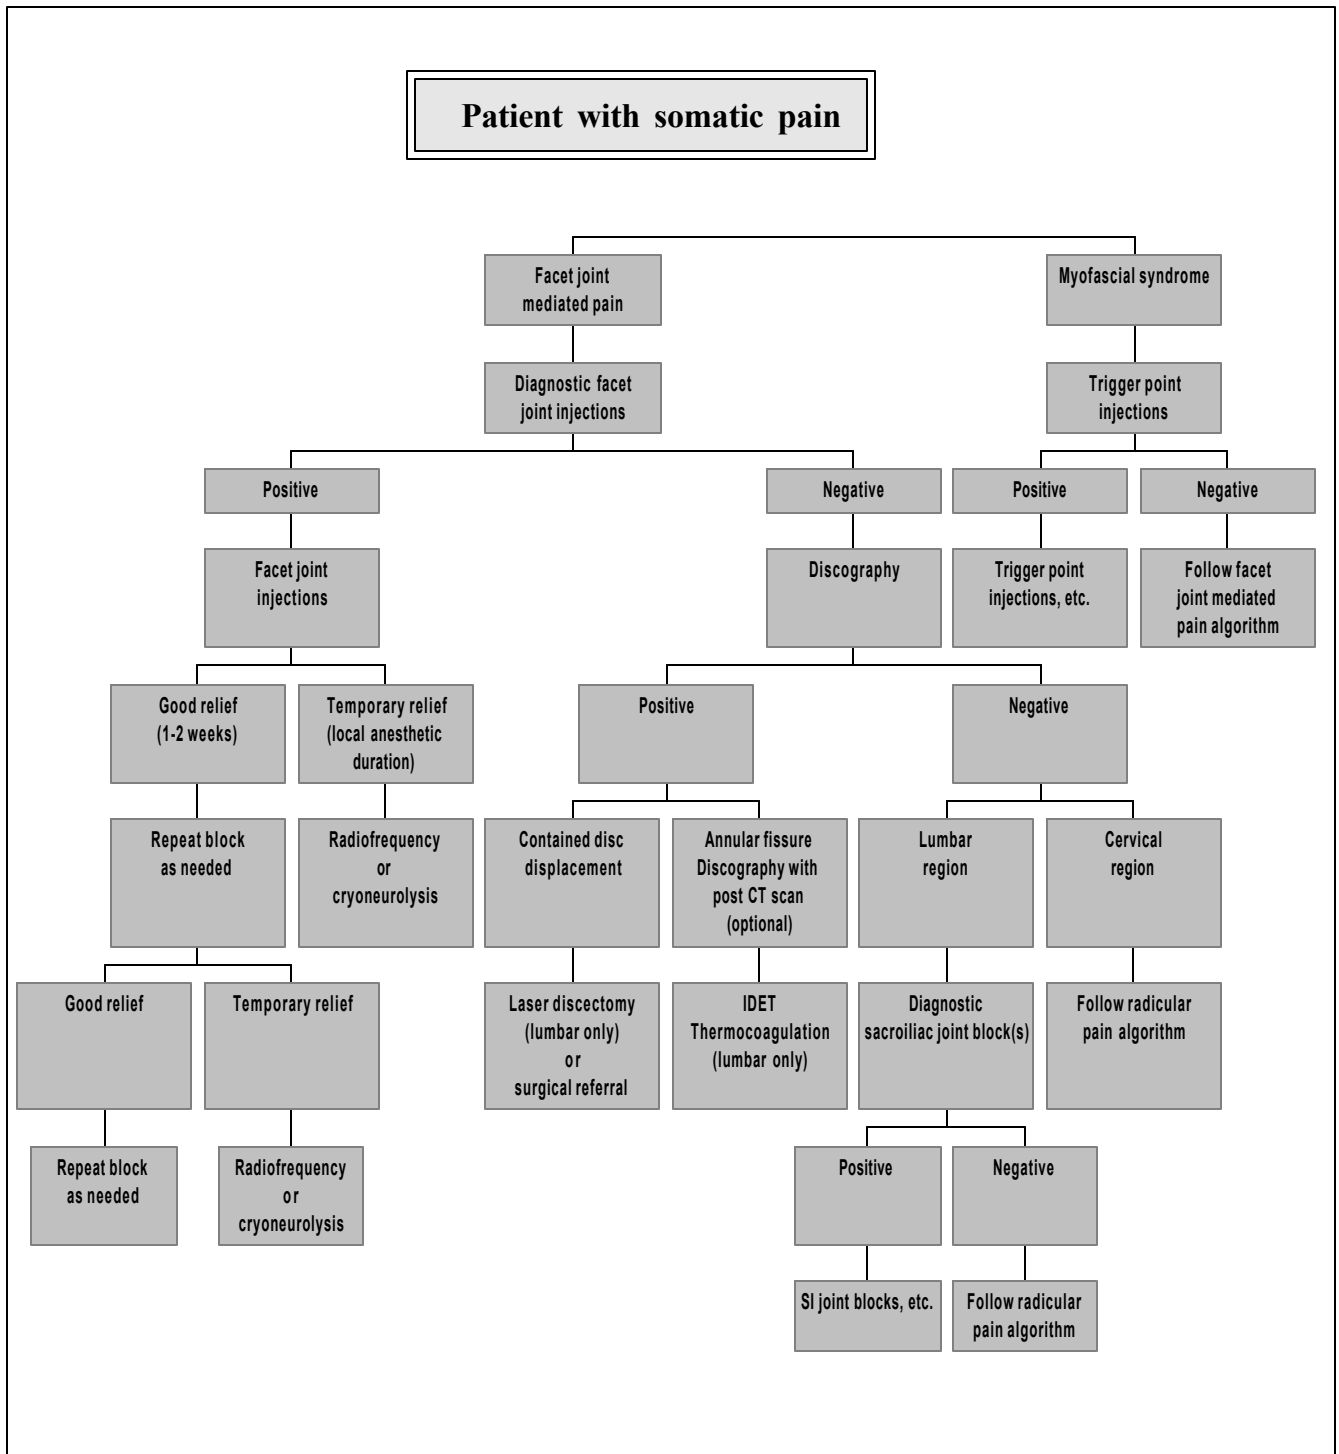 Patient with somatic pain
Facet joint
mediated pain
Myofascial syndrome
Diagnostic facet
joint injections
Trigger point
injections
Positive
Negative
Positive
Negative
Facet joint
injections
Discography
Trigger point
injections, etc.
Follow facet
joint mediated
pain algorithm
Good relief
(1-2 weeks)
Temporary relief
(local anesthetic
duration)
Positive
Negative
Repeat block
as needed
Radiofrequency
or
cryoneurolysis
Contained disc
displacement
Annular fissure
Discography with
post CT scan
(optional)
Lumbar
region
Cervical
region
Good relief
Temporary relief
Laser discectomy
(lumbar only)
or
surgical referral
IDET
Thermocoagulation
(lumbar only)
Diagnostic
sacroiliac joint block(s)
Follow radicular
pain algorithm
Repeat block
as needed
Radiofrequency
or
cryoneurolysis
Positive
Negative
SI joint blocks, etc.
Follow radicular
pain algorithm